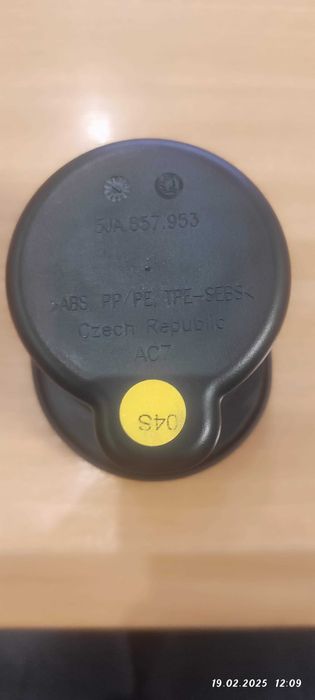 5JA.857.953
>ABS, PP/PE, TPE-SEBS<
Czech Republic
AC7
04S
19.02.2025 12:09